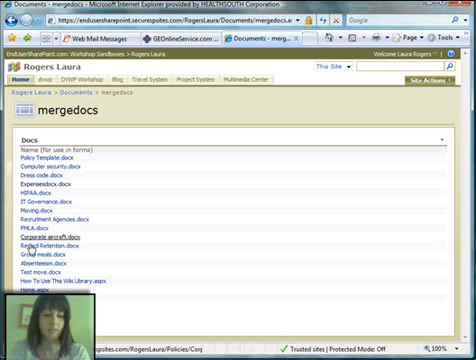 Documents - mergedocs - Microsoft Internet Explorer provided by HEALTHSOUTH Corporation
https://endusersharepoint.securespsites.com/RogersLaura/Documents/mergedocs.as
Web Mail Messages
GEOnlineService.com
Documents - merg...
Page
Tools
EndUserSharePoint.com: Workshop Sandboxes > Rogers Laura
Welcome Laura Rogers
Rogers Laura
This Site
Home
dvwp
DVWP Workshop
Blog
Travel System
Project System
Multimedia Center
Site Actions
Rogers Laura > Documents > mergedocs
mergedocs
Docs
Name (for use in forms)
Policy Template.docx
Computer security.docx
Dress code.docx
Expensesdocx.docx
HIPAA.docx
IT Governance.docx
Moving.docx
Recruitment Agencies.docx
FMLA.docx
Corporate aircraft.docx
Record Retention.docx
Group meals.docx
Absenteeism.docx
Test move.docx
How To Use This Wiki Library.aspx
Home.aspx
psites.com/RogersLaura/Policies/Corp
Trusted sites | Protected Mode: Off
100%